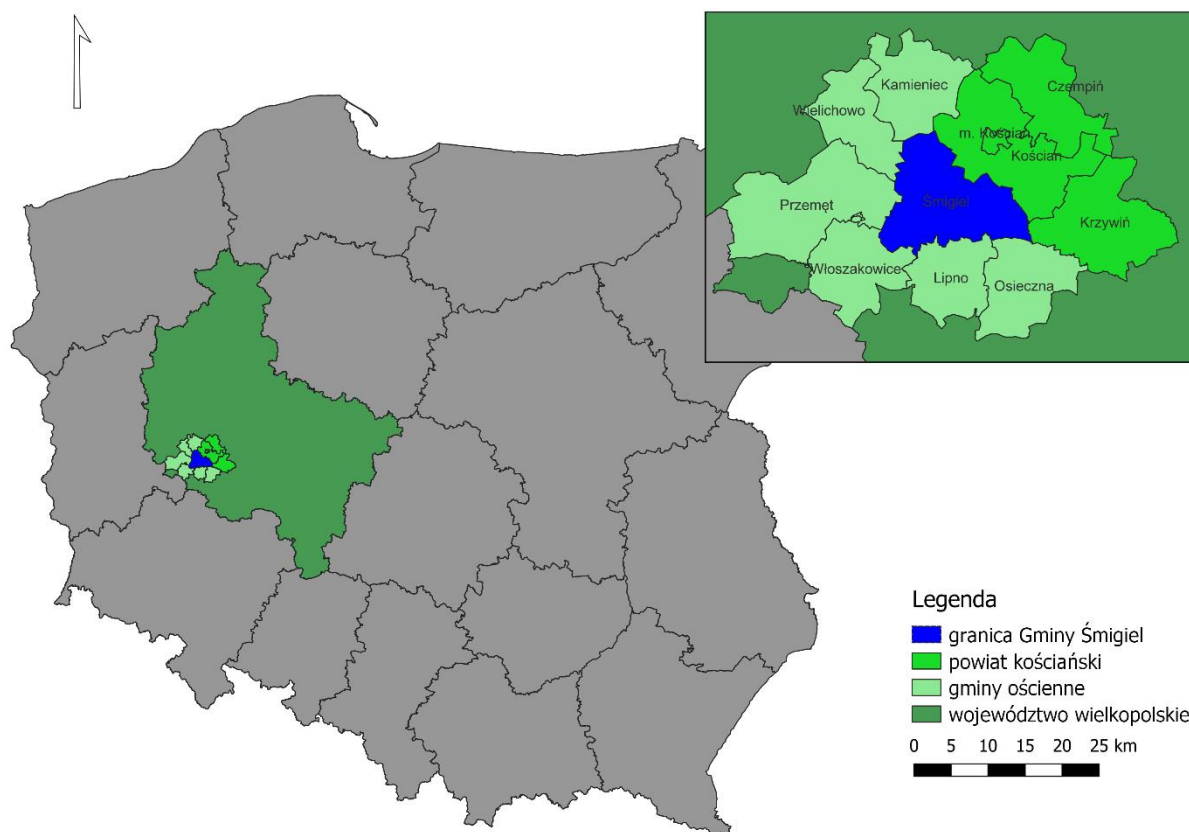 Kamieniec
Czempiń
Wielichowo
m. Kościan
Kościan
Przemęt
Śmigiel
Krzywiń
Włoszakowice
Lipno
Osieczna
Legenda
granica Gminy Śmigiel
powiat kościański
gminy ościenne
województwo wielkopolskie
0 5 10 15 20 25 km